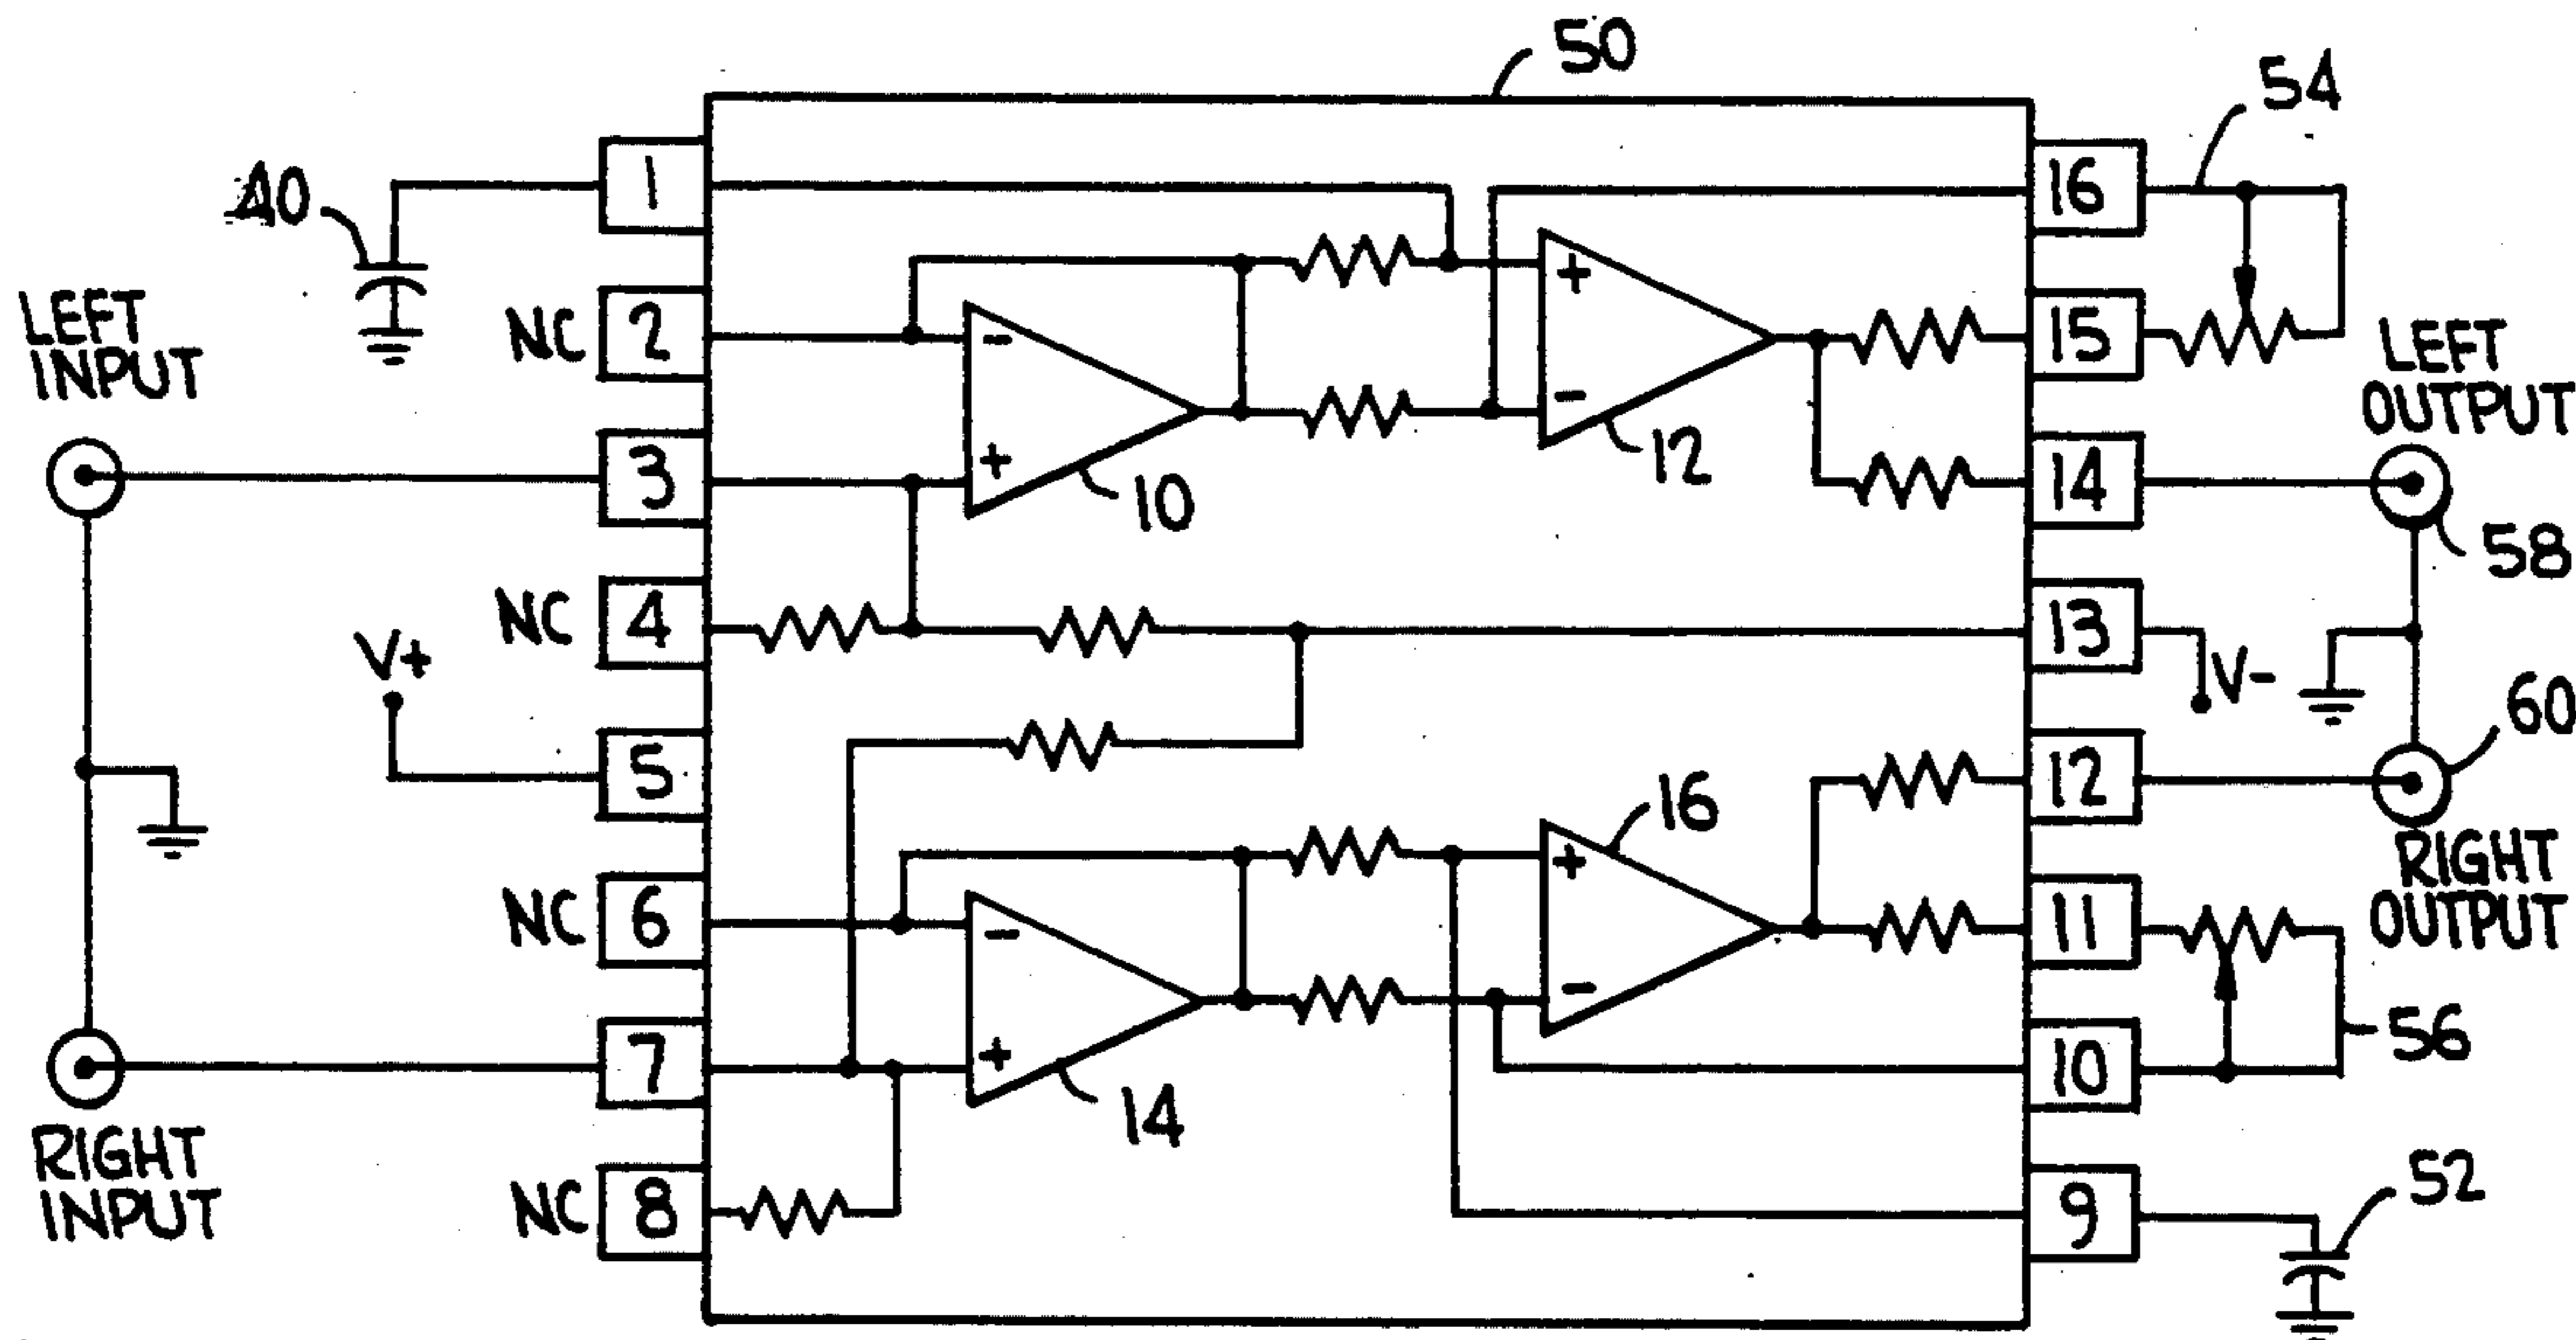 50
54
40
1
16
LEFT
INPUT
NC
2
+
-
15
LEFT
OUTPUT
3
-
+
10
12
14
58
NC
4
13
V+
V-
60
5
16
12
RIGHT
OUTPUT
NC
6
+
-
11
56
7
-
+
14
10
RIGHT
INPUT
NC
8
9
52